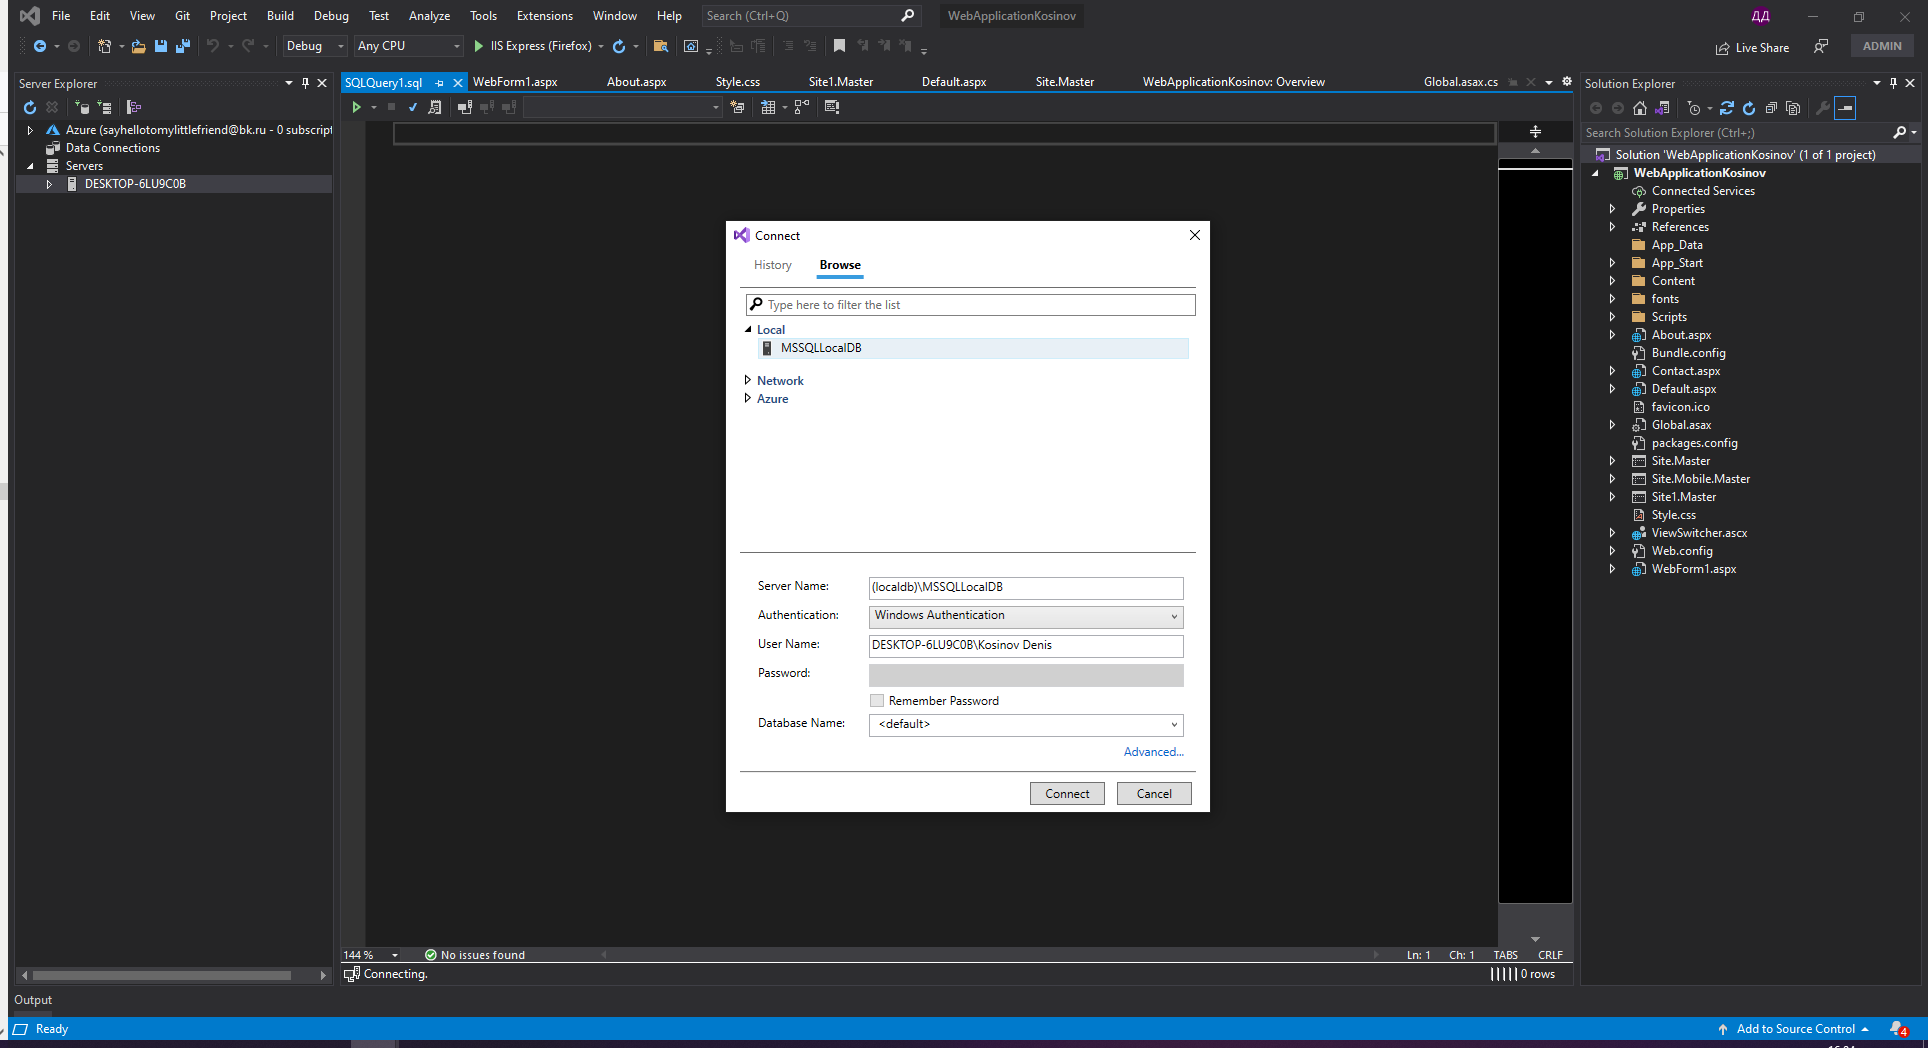 File Edit View Git Project Build Debug Test Analyze Tools Extensions Window Help Search (Ctrl+Q) WebApplicationKosinov ДД
Debug Any CPU IIS Express (Firefox) Live Share ADMIN
Server Explorer
Azure (sayhellotomylittlefriend@bk.ru - 0 subscript
Data Connections
Servers
DESKTOP-6LU9C0B
SQLQuery1.sql WebForm1.aspx About.aspx Style.css Site1.Master Default.aspx Site.Master WebApplicationKosinov: Overview Global.asax.cs
Connect
History Browse
Type here to filter the list
Local
MSSQLLocalDB
Network
Azure
Server Name: (localdb)\MSSQLLocalDB
Authentication: Windows Authentication
User Name: DESKTOP-6LU9C0B\Kosinov Denis
Password:
Remember Password
Database Name: <default>
Advanced...
Connect Cancel
144 % No issues found Ln: 1 Ch: 1 TABS CRLF
Connecting. 0 rows
Solution Explorer
Search Solution Explorer (Ctrl+;)
Solution 'WebApplicationKosinov' (1 of 1 project)
WebApplicationKosinov
Connected Services
Properties
References
App_Data
App_Start
Content
fonts
Scripts
About.aspx
Bundle.config
Contact.aspx
Default.aspx
favicon.ico
Global.asax
packages.config
Site.Master
Site.Mobile.Master
Site1.Master
Style.css
ViewSwitcher.ascx
Web.config
WebForm1.aspx
Output
Ready Add to Source Control 4